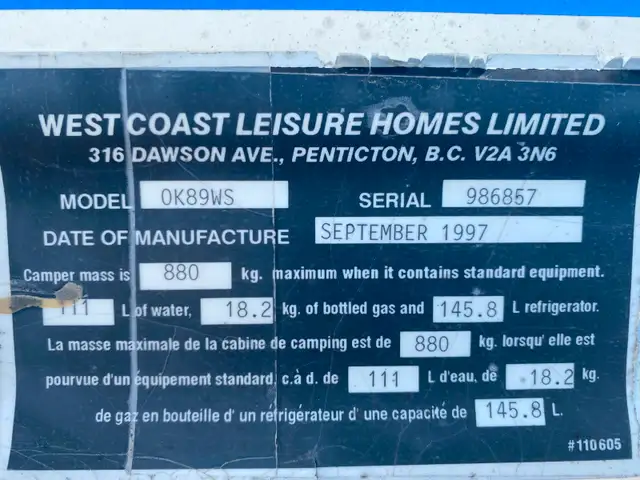 WEST COAST LEISURE HOMES LIMITED
316 DAWSON AVE., PENTICTON, B.C. V2A 3N6
MODEL OK89WS SERIAL 986857
DATE OF MANUFACTURE SEPTEMBER 1997
Camper mass is 880 kg. maximum when it contains standard equipment.
111 L of water, 18.2 kg. of bottled gas and 145.8 L refrigerator.
La masse maximale de la cabine de camping est de 880 kg. lorsqu' elle est
pourvue d'un équipement standard, c.à d. de 111 L d'eau, de 18.2 kg.
de gaz en bouteille d' un réfrigérateur d' une capacité de 145.8 L.
#110605